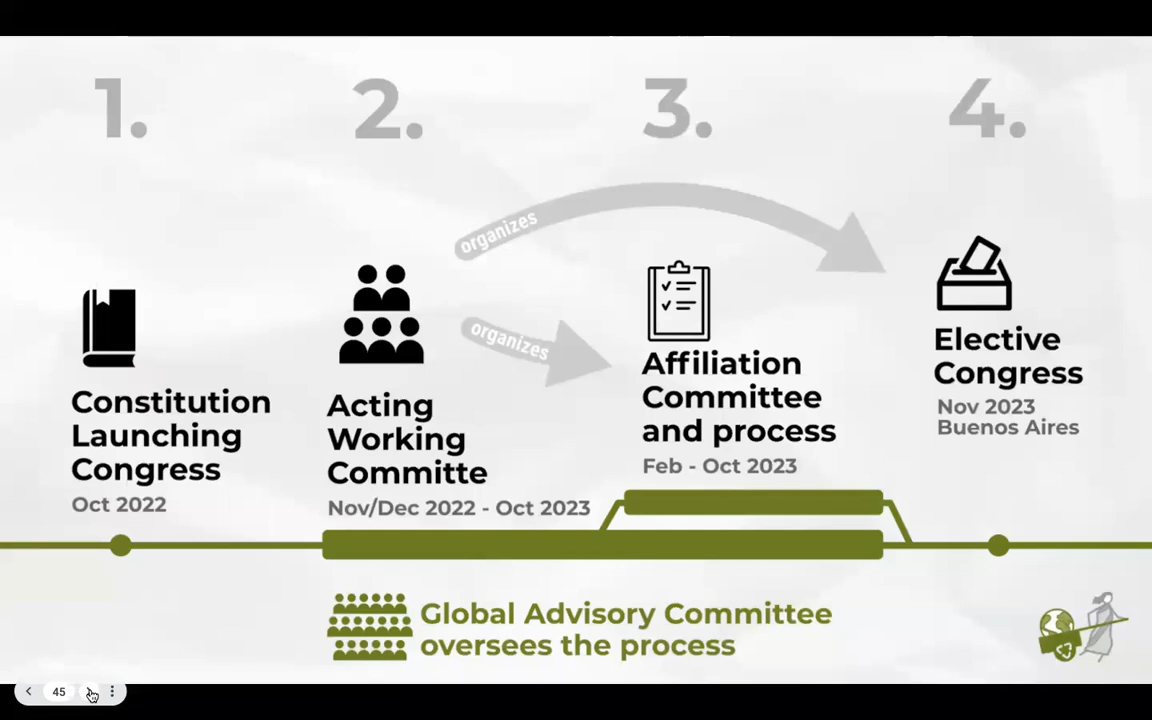 1.
2.
3.
4.
organizes
organizes
Constitution
Launching
Congress
Oct 2022
Acting
Working
Committe
Nov/Dec 2022 - Oct 2023
Affiliation
Committee
and process
Feb - Oct 2023
Elective
Congress
Nov 2023
Buenos Aires
Global Advisory Committee
oversees the process
45